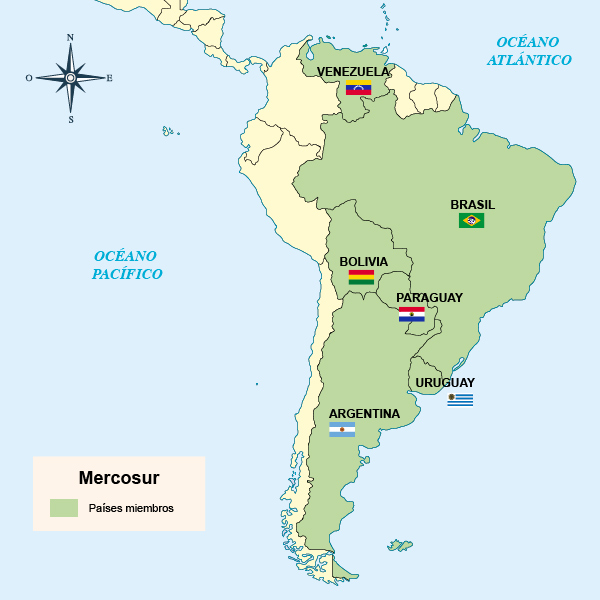 N
O
E
S
OCÉANO
ATLÁNTICO
VENEZUELA
BRASIL
OCÉANO
PACÍFICO
BOLIVIA
PARAGUAY
URUGUAY
ARGENTINA
Mercosur
Países miembros